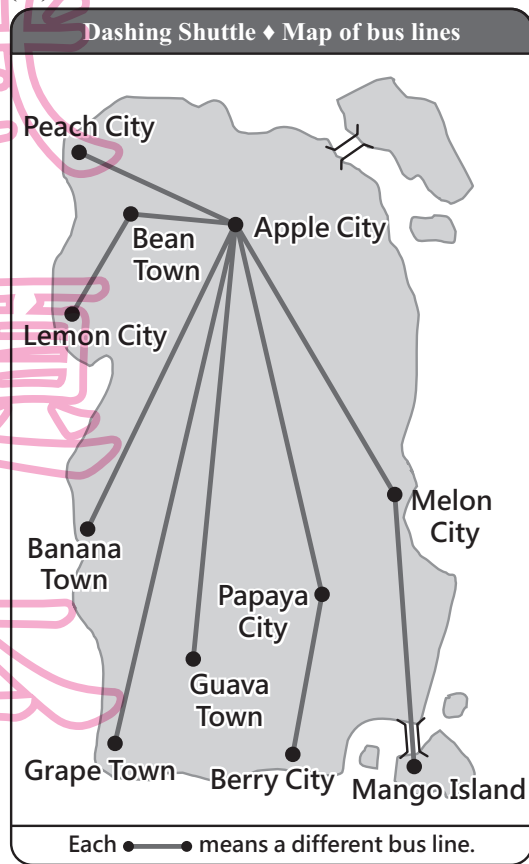 Dashing Shuttle ♦ Map of bus lines
Peach City
Apple City
Bean
Town
Lemon City
Melon
City
Banana
Town
Papaya
City
Guava
Town
Grape Town
Berry City
Mango Island
Each means a different bus line.